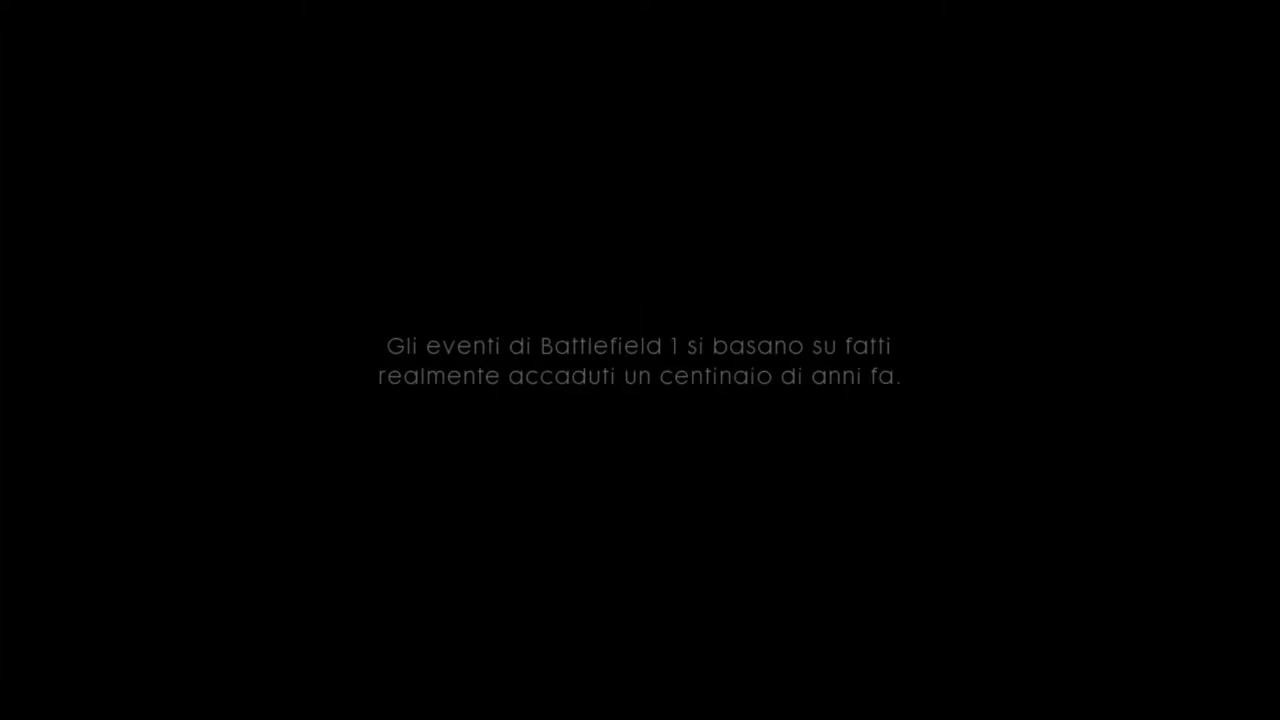 Gli eventi di Battlefield 1 si basano su fatti
realmente accaduti un centinaio di anni fa.